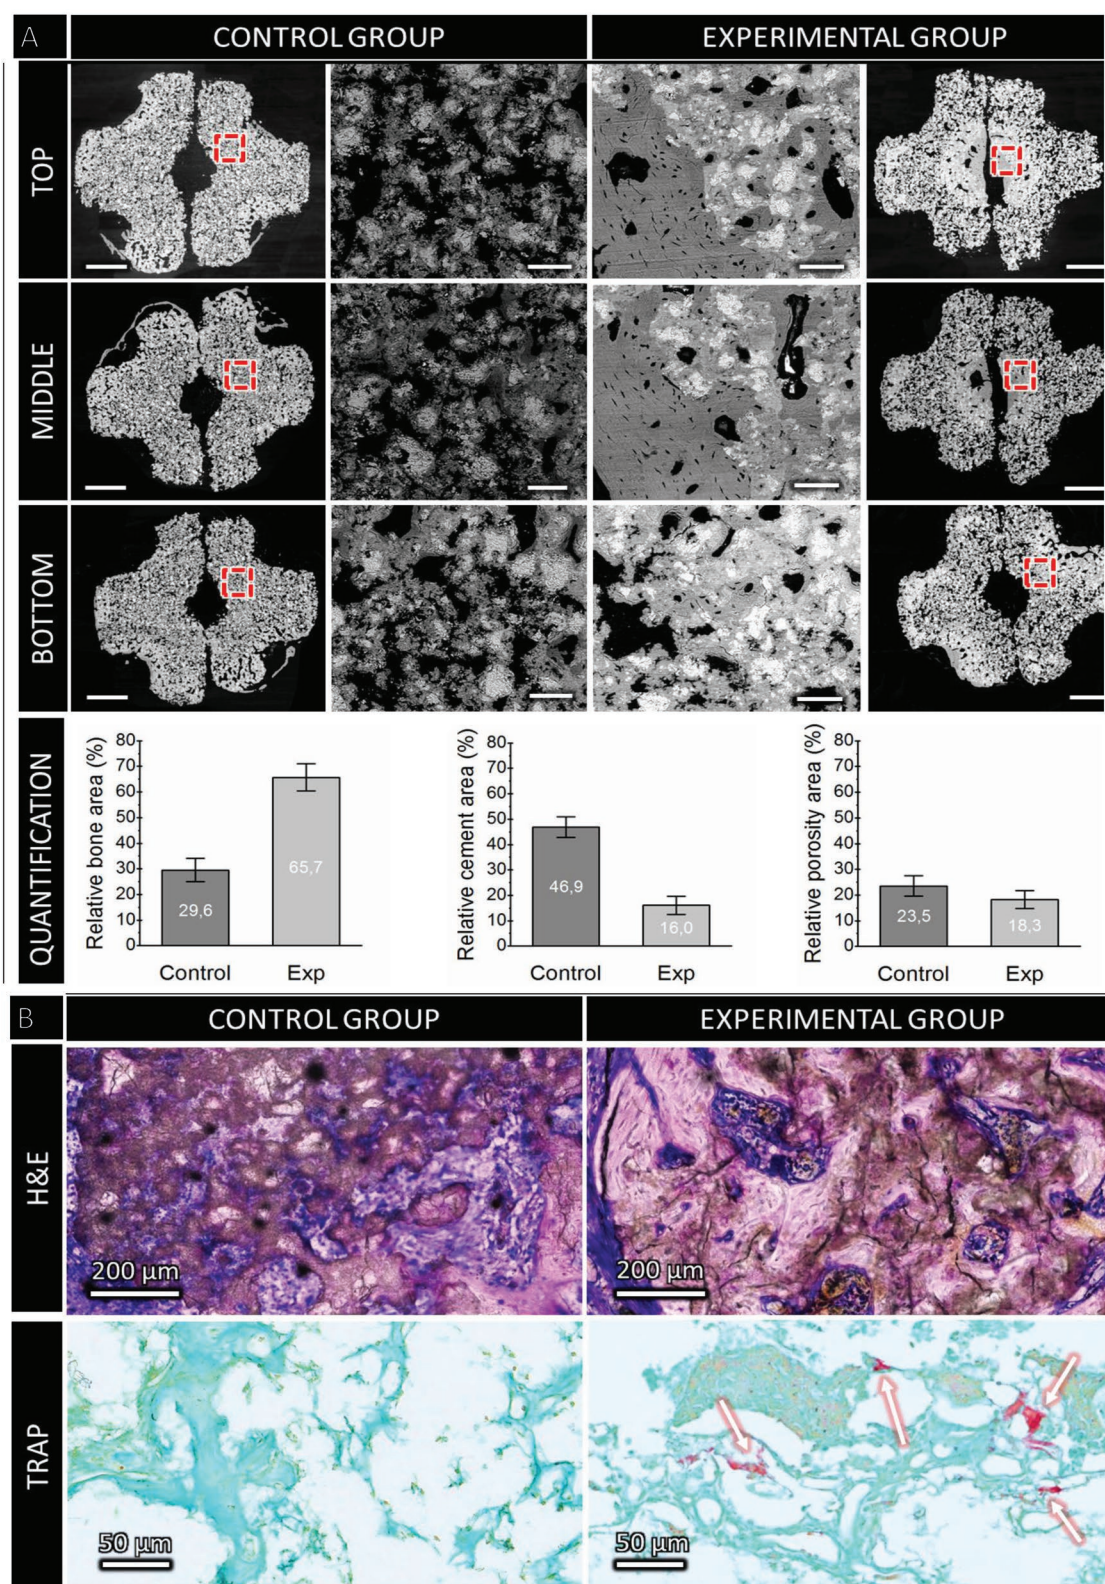 A
CONTROL GROUP
EXPERIMENTAL GROUP
TOP
MIDDLE
BOTTOM
QUANTIFICATION
Relative bone area (%)
80
70
60
50
40
30
20
10
0
29,6
65,7
Control
Exp
Relative cement area (%)
80
70
60
50
40
30
20
10
0
46,9
16,0
Control
Exp
Relative porosity area (%)
80
70
60
50
40
30
20
10
0
23,5
18,3
Control
Exp
B
CONTROL GROUP
EXPERIMENTAL GROUP
H&E
200 µm
200 µm
TRAP
50 µm
50 µm